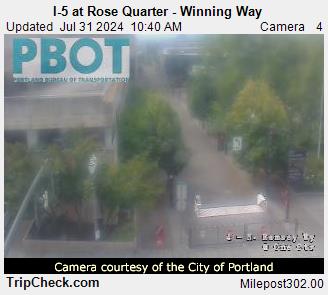 I-5 at Rose Quarter - Winning Way
Updated Jul 31 2024 10:40 AM Camera 4
PBOT
PORTLAND BUREAU OF TRANSPORTATION
Camera courtesy of the City of Portland
TripCheck.com Milepost302.00